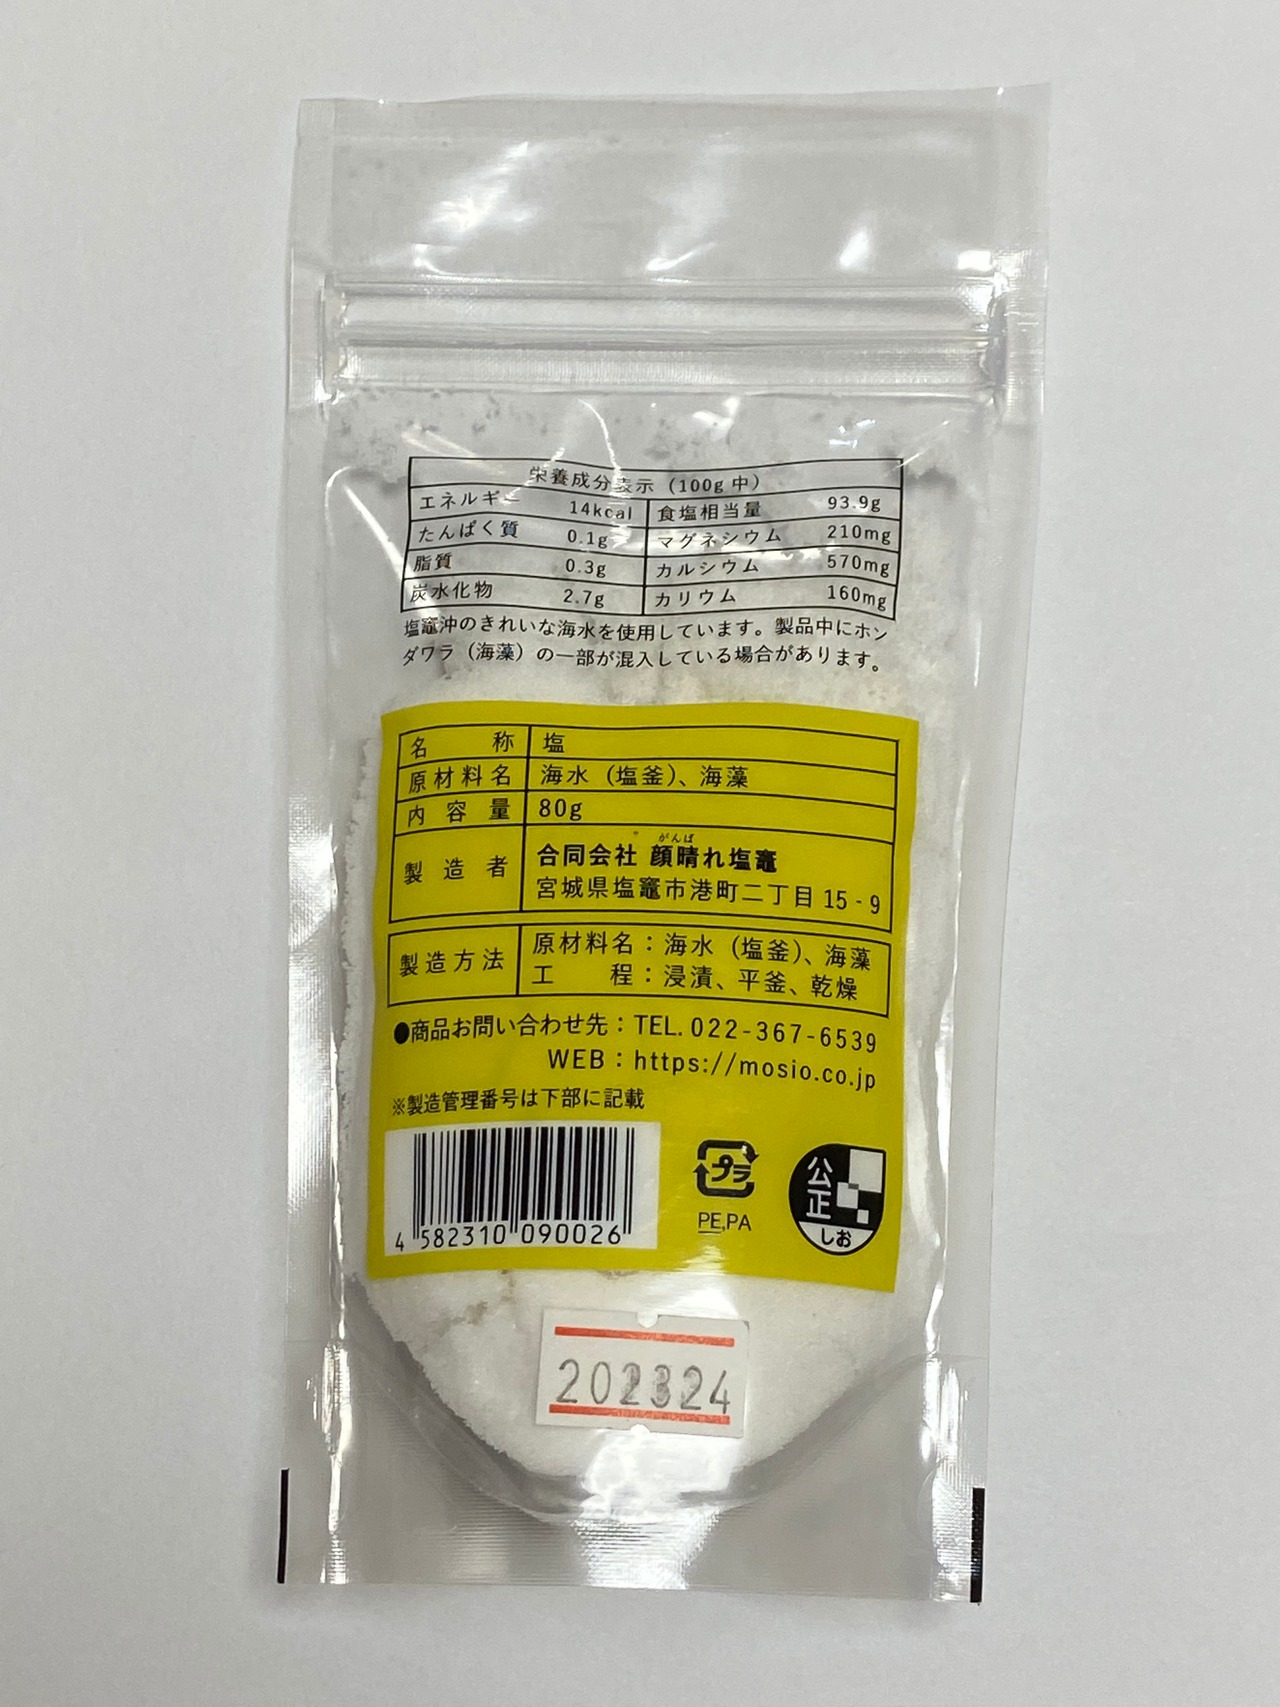 栄養成分表示（100g中）
エネルギー 14kcal 食塩相当量 93.9g
たんぱく質 0.1g マグネシウム 210mg
脂質 0.3g カルシウム 570mg
炭水化物 2.7g カリウム 160mg
塩竈沖のきれいな海水を使用しています。製品中にホン
ダワラ（海藻）の一部が混入している場合があります。
名称 塩
原材料名 海水（塩釜）、海藻
内容量 80g
がんば
製造者 合同会社 顔晴れ塩竈
宮城県塩竈市港町二丁目15-9
製造方法 原材料名：海水（塩釜）、海藻
工程：浸漬、平釜、乾燥
●商品お問い合わせ先：TEL. 022-367-6539
WEB：https://mosio.co.jp
※製造管理番号は下部に記載
プラ
PE,PA
公正
しお
4 582310 090026
202324